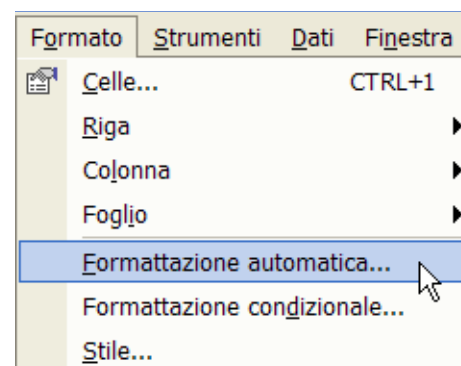 Formato Strumenti Dati Finestra
Celle... CTRL+1
Riga
Colonna
Foglio
Formattazione automatica...
Formattazione condizionale...
Stile...